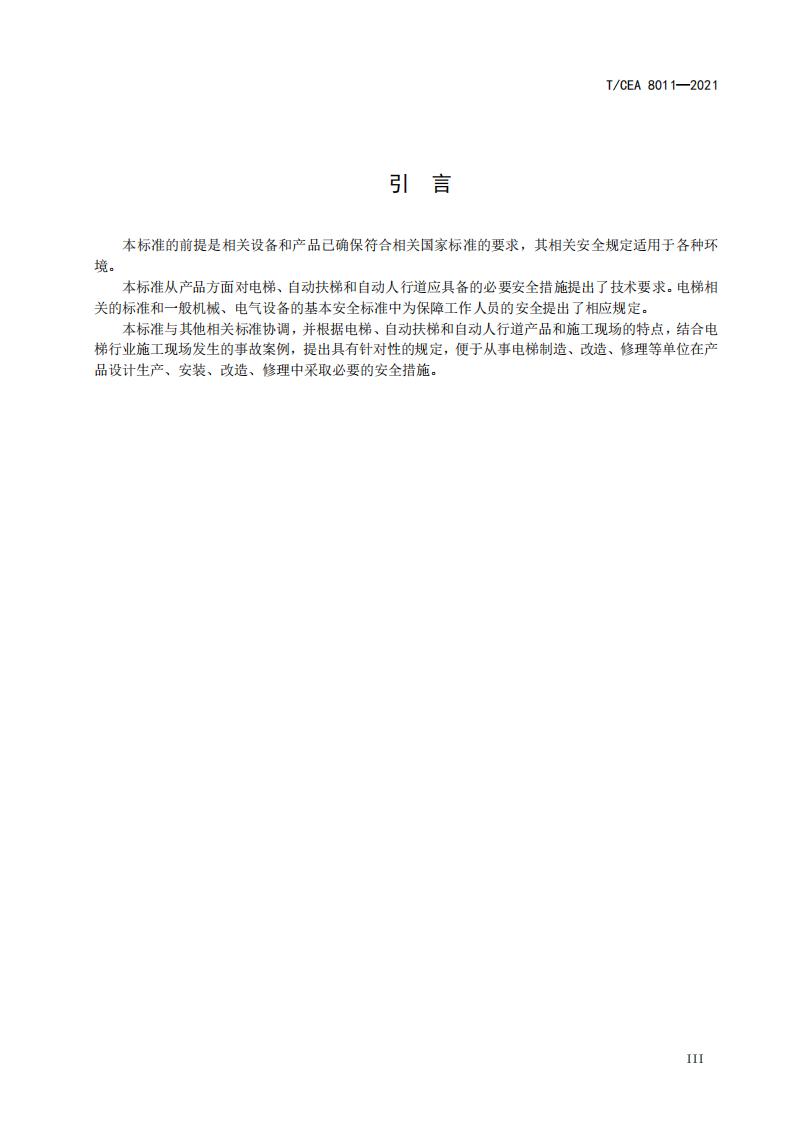 T/CEA 8011—2021
引 言
本标准的前提是相关设备和产品已确保符合相关国家标准的要求，其相关安全规定适用于各种环
境。
本标准从产品方面对电梯、自动扶梯和自动人行道应具备的必要安全措施提出了技术要求。电梯相
关的标准和一般机械、电气设备的基本安全标准中为保障工作人员的安全提出了相应规定。
本标准与其他相关标准协调，并根据电梯、自动扶梯和自动人行道产品和施工现场的特点，结合电
梯行业施工现场发生的事故案例，提出具有针对性的规定，便于从事电梯制造、改造、修理等单位在产
品设计生产、安装、改造、修理中采取必要的安全措施。
III